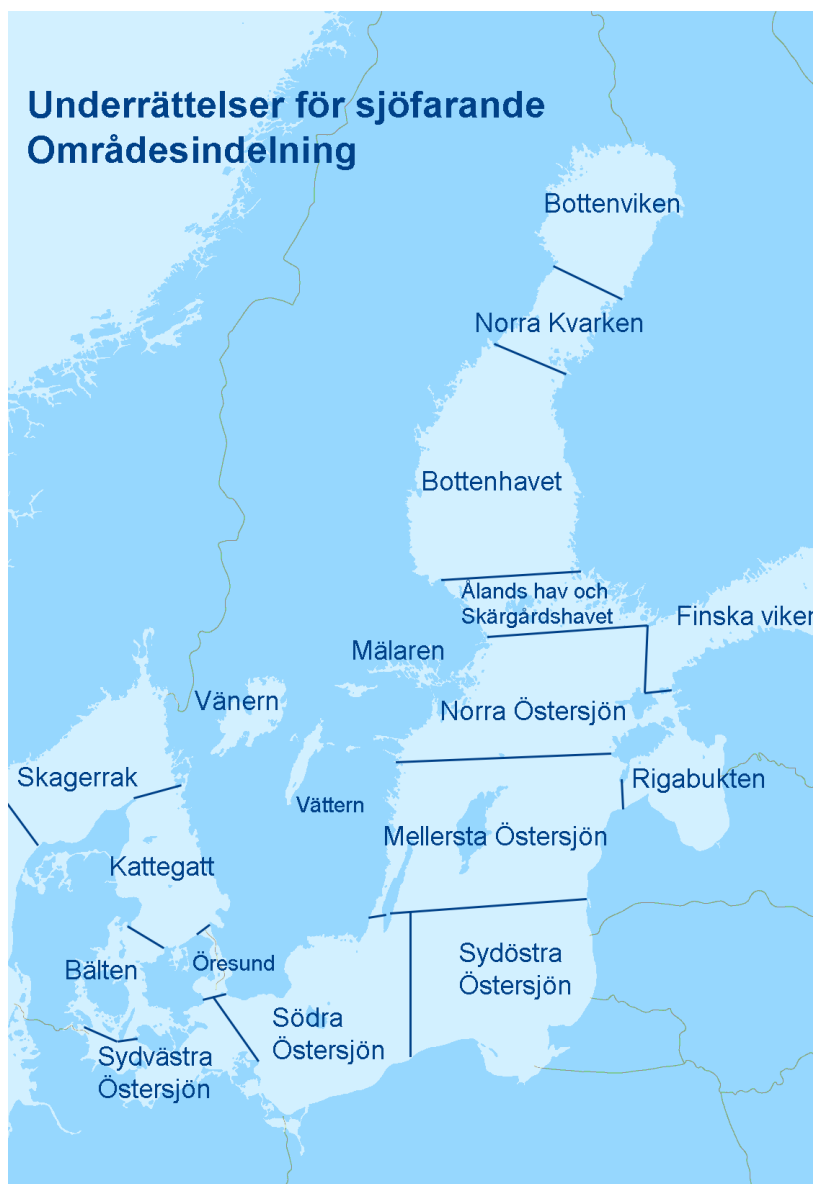 Underrättelser för sjöfarande
Områdesindelning
Bottenviken
Norra Kvarken
Bottenhavet
Ålands hav och
Skärgårdshavet
Finska viken
Mälaren
Vänern
Norra Östersjön
Skagerrak
Rigabukten
Vättern
Mellersta Östersjön
Kattegatt
Öresund
Bälten
Sydöstra
Östersjön
Södra
Östersjön
Sydvästra
Östersjön